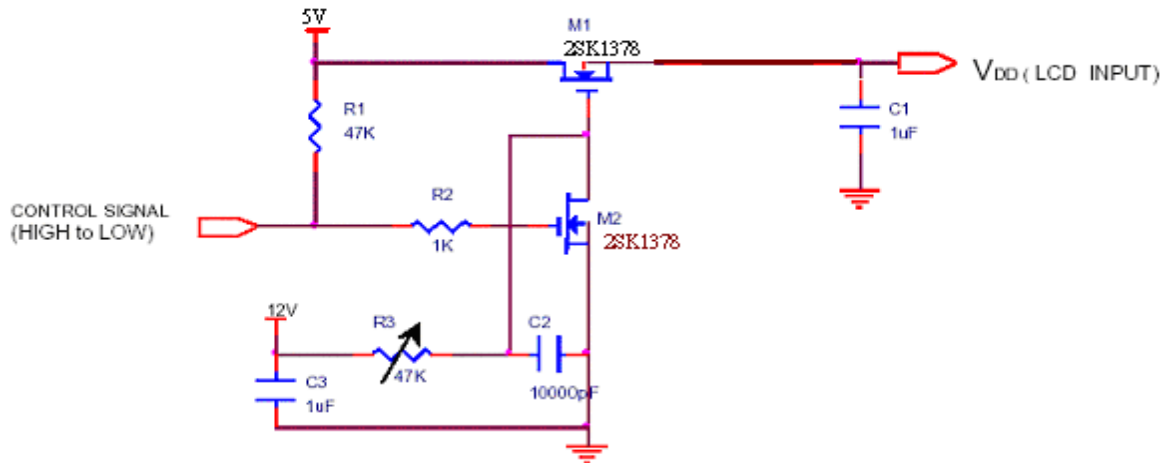 5V
M1
2SK1378
VDD ( LCD INPUT)
R1
47K
C1
1uF
R2
1K
CONTROL SIGNAL
(HIGH to LOW)
M2
2SK1378
12V
R3
47K
C2
10000pF
C3
1uF